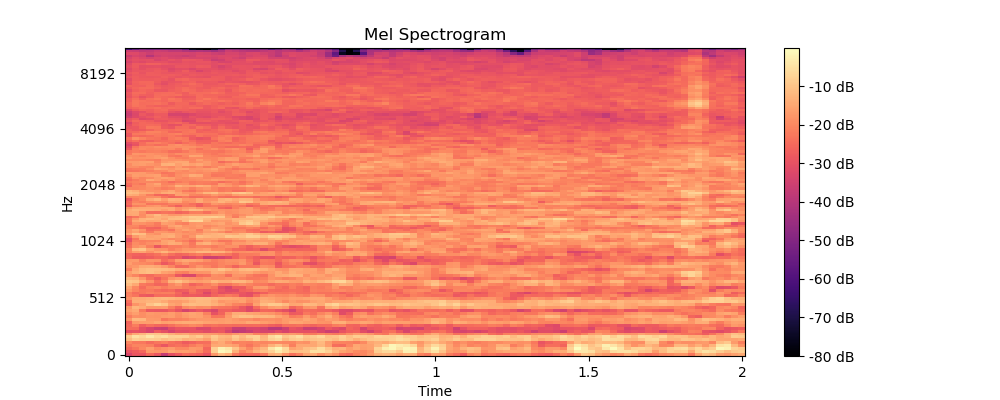 Mel Spectrogram
Hz
8192
4096
2048
1024
512
0
0 0.5 1 1.5 2
Time
-10 dB
-20 dB
-30 dB
-40 dB
-50 dB
-60 dB
-70 dB
-80 dB